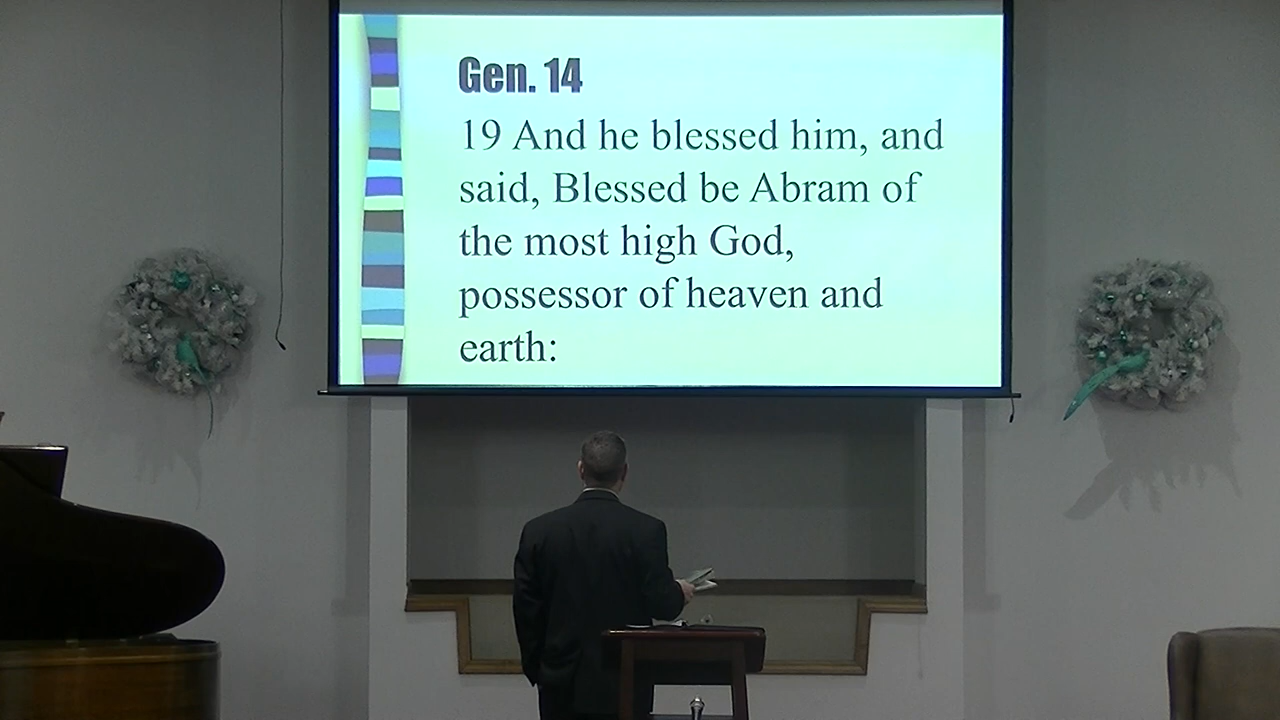 Gen. 14
19 And he blessed him, and
said, Blessed be Abram of
the most high God,
possessor of heaven and
earth: